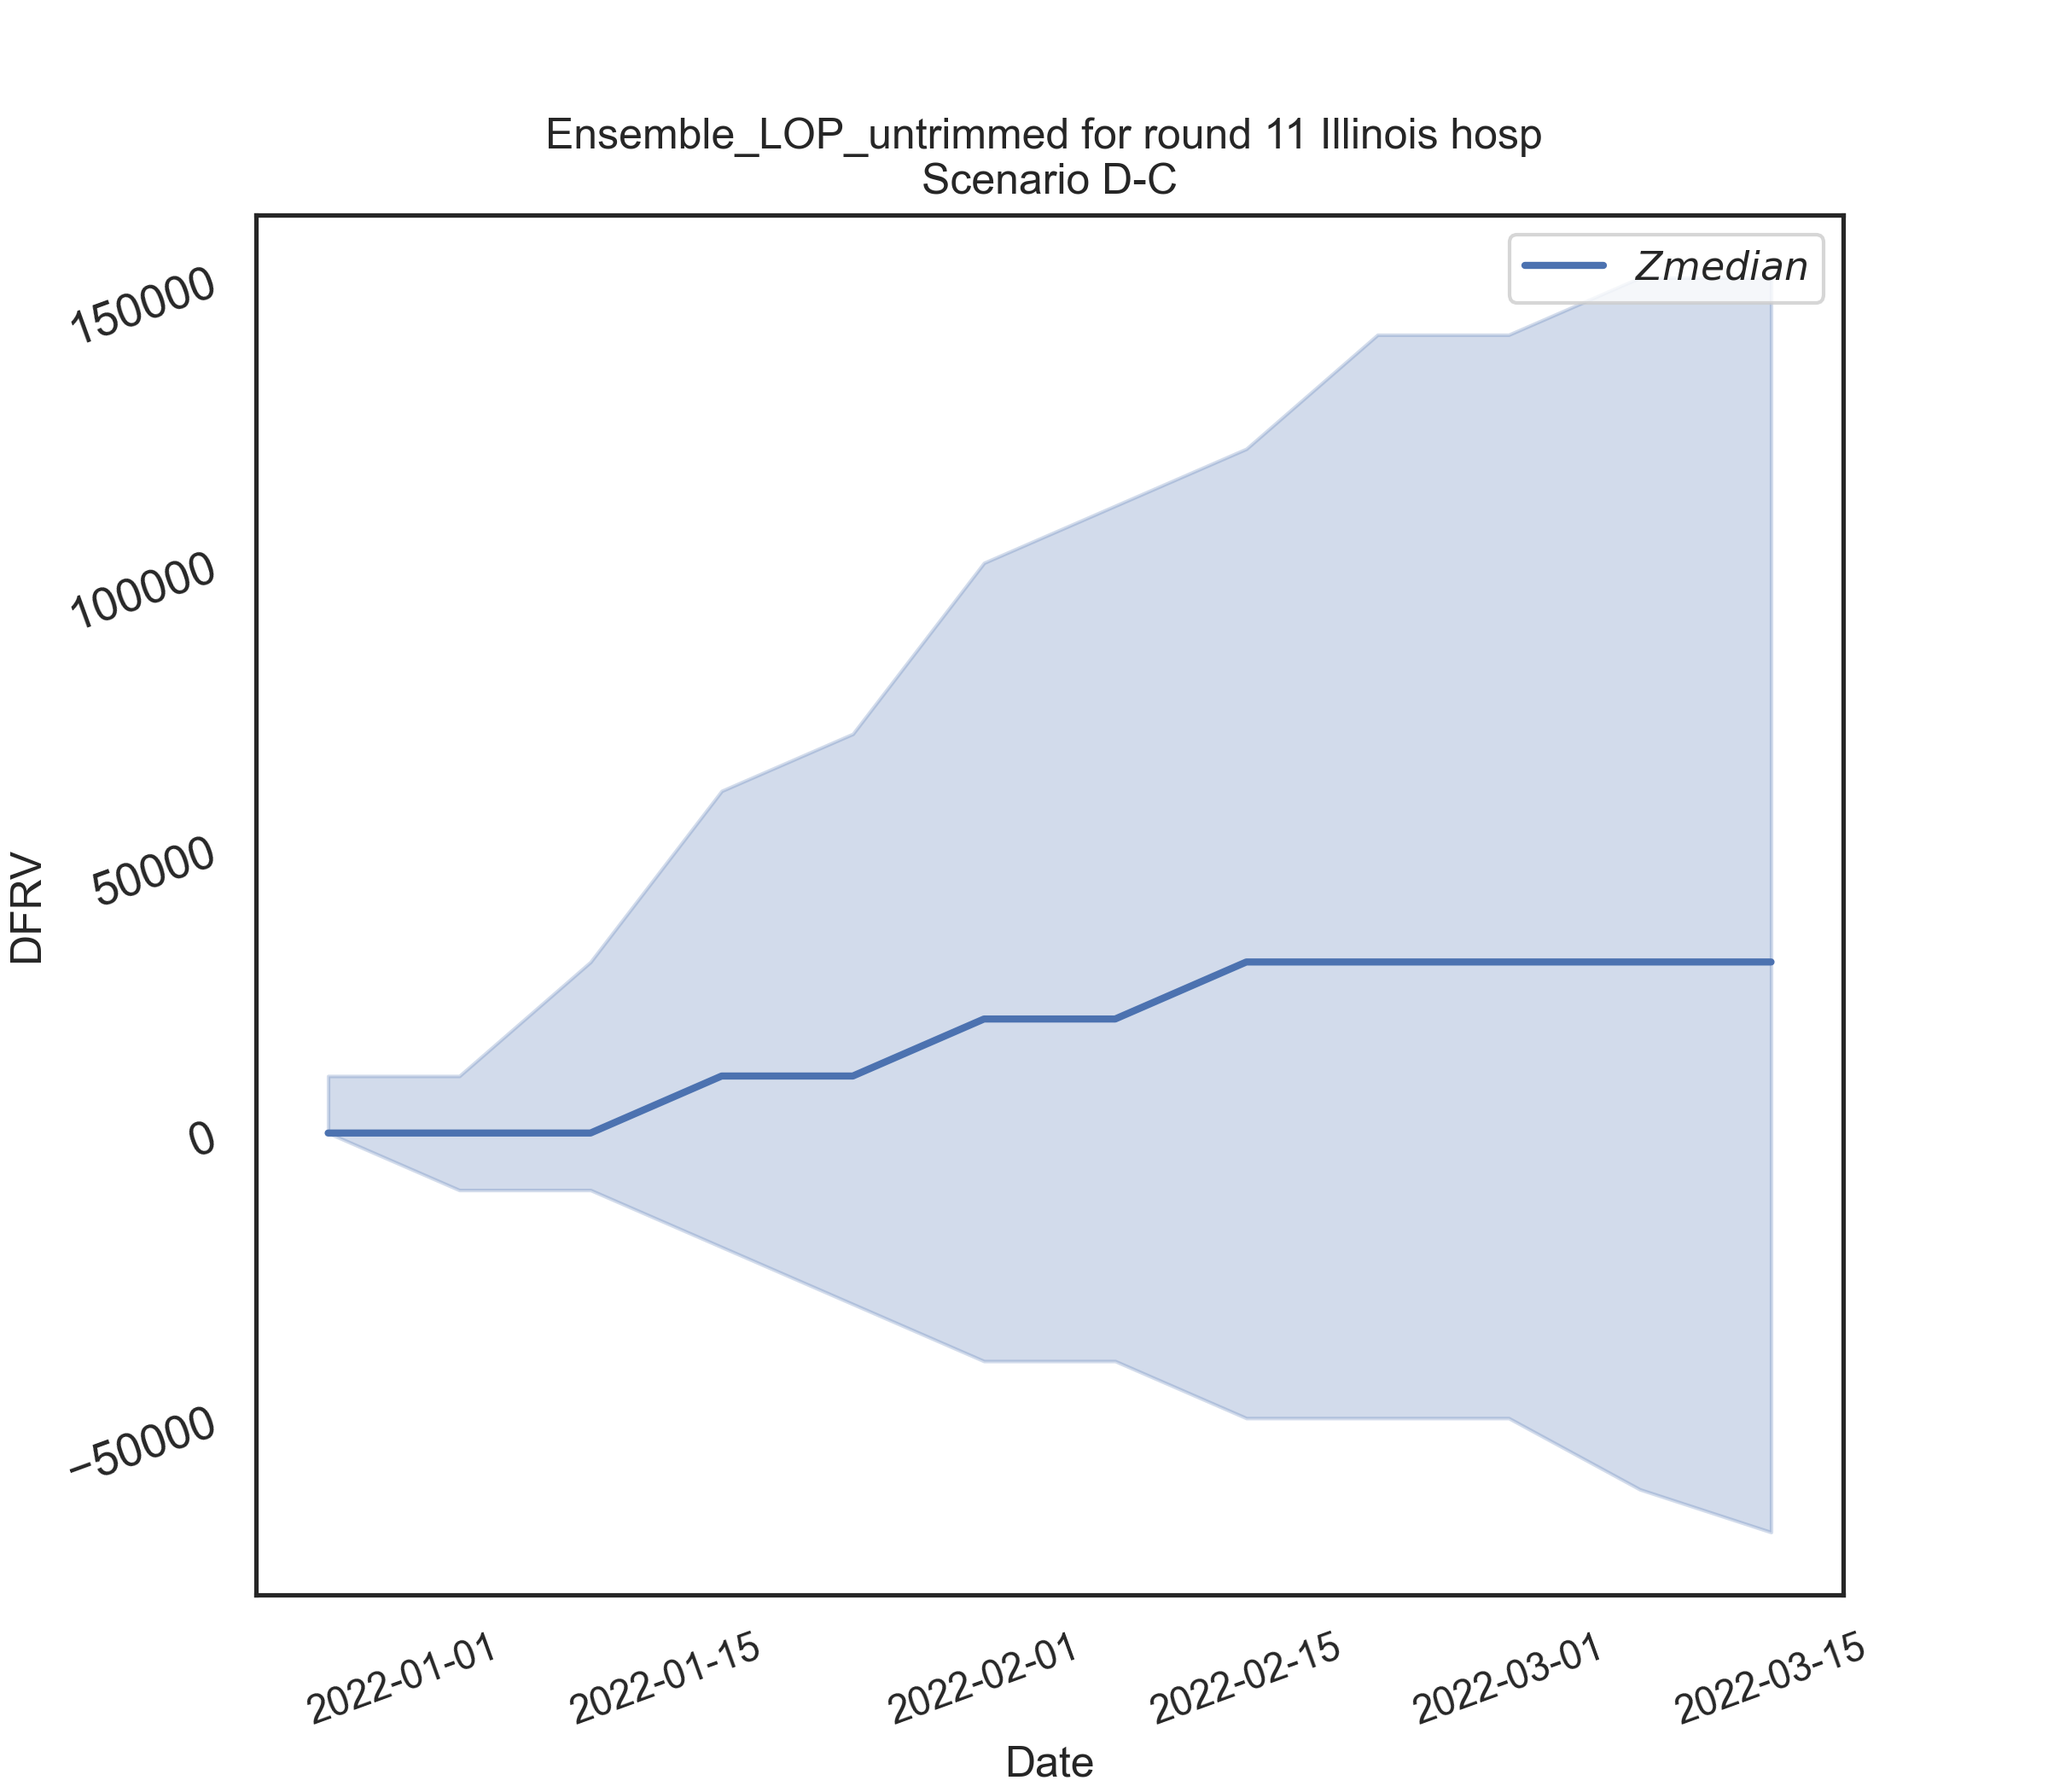 Ensemble_LOP_untrimmed for round 11 Illinois hosp
Scenario D-C
Zmedian
150000
100000
50000
0
−50000
DFRV
2022-01-01
2022-01-15
2022-02-01
2022-02-15
2022-03-01
2022-03-15
Date